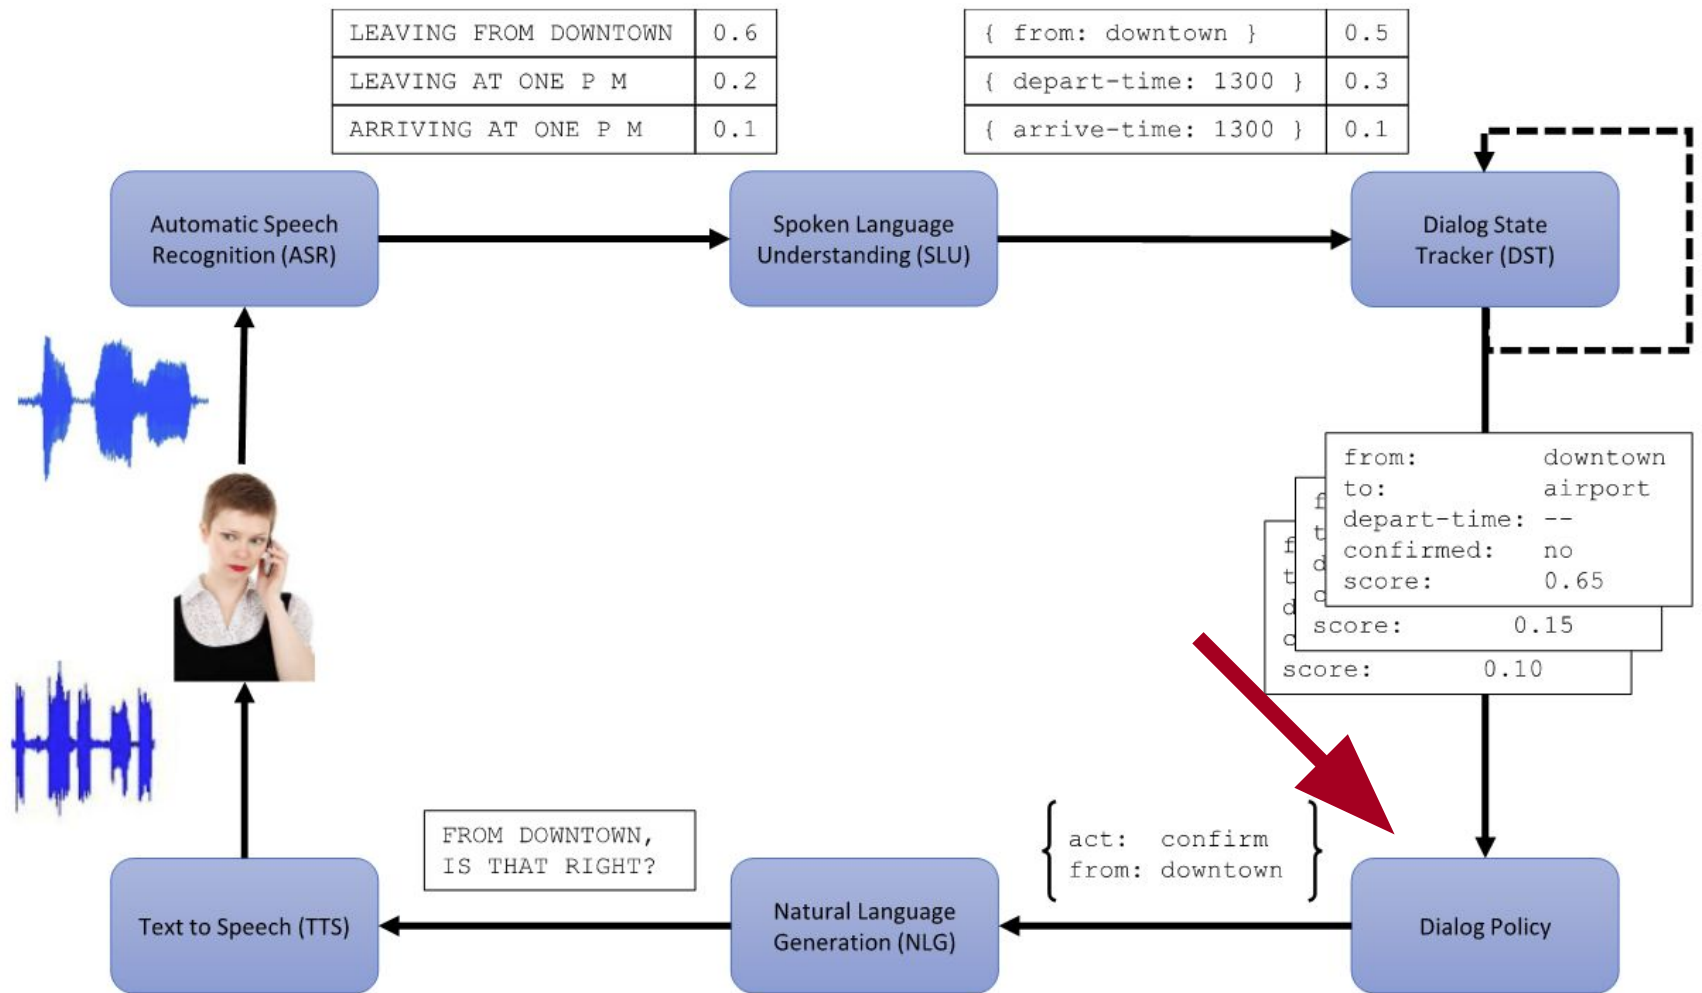 LEAVING FROM DOWNTOWN 0.6
LEAVING AT ONE P M 0.2
ARRIVING AT ONE P M 0.1
{ from: downtown } 0.5
{ depart-time: 1300 } 0.3
{ arrive-time: 1300 } 0.1
Automatic Speech
Recognition (ASR)
Spoken Language
Understanding (SLU)
Dialog State
Tracker (DST)
from: downtown
to: airport
depart-time: --
confirmed: no
score: 0.65
f
t
d
c
score: 0.15
f
t
d
c
score: 0.10
act: confirm
from: downtown
FROM DOWNTOWN,
IS THAT RIGHT?
Text to Speech (TTS)
Natural Language
Generation (NLG)
Dialog Policy